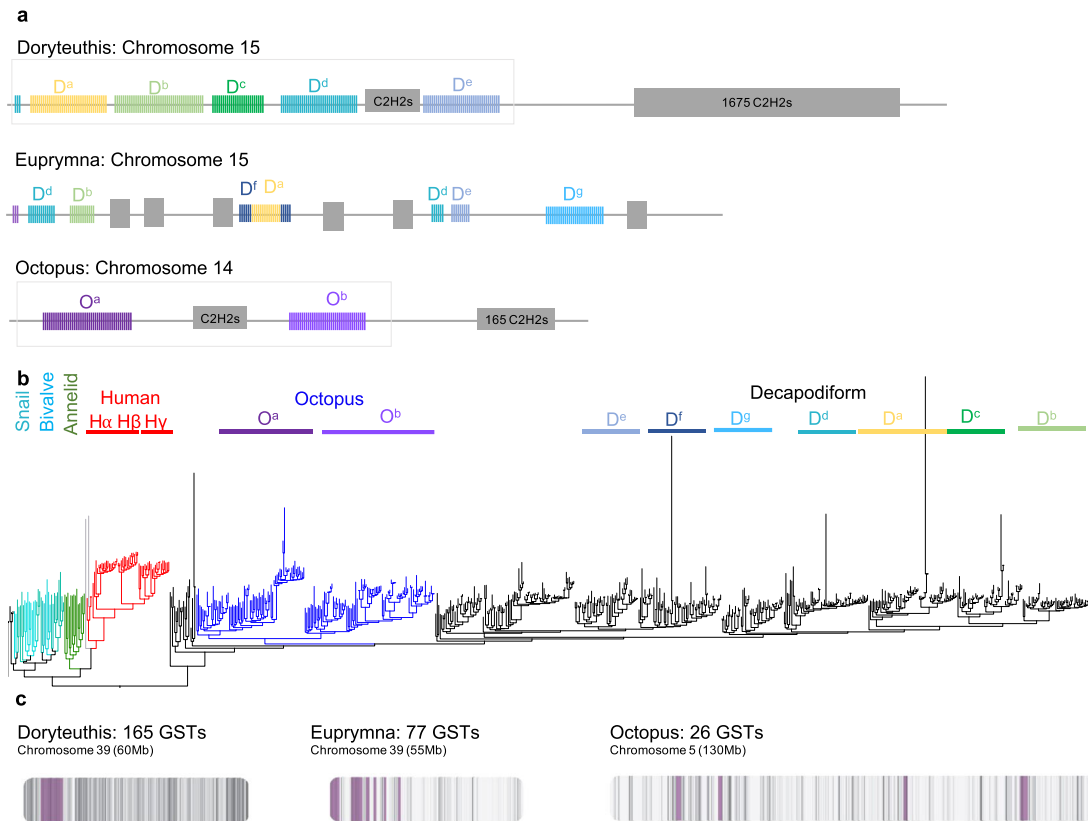 a
Doryteuthis: Chromosome 15
Dᵃ Dᵇ Dᶜ Dᵈ C2H2s Dᵉ 1675 C2H2s
Euprymna: Chromosome 15
Dᵈ Dᵇ Dᶠ Dᵃ Dᵈ Dᵉ Dᵍ
Octopus: Chromosome 14
Oᵃ C2H2s Oᵇ 165 C2H2s
b
Snail
Bivalve
Annelid
Human
Hα Hβ Hγ
Octopus
Oᵃ Oᵇ
Decapodiform
Dᵉ Dᶠ Dᵍ Dᵈ Dᵃ Dᶜ Dᵇ
c
Doryteuthis: 165 GSTs
Chromosome 39 (60Mb)
Euprymna: 77 GSTs
Chromosome 39 (55Mb)
Octopus: 26 GSTs
Chromosome 5 (130Mb)